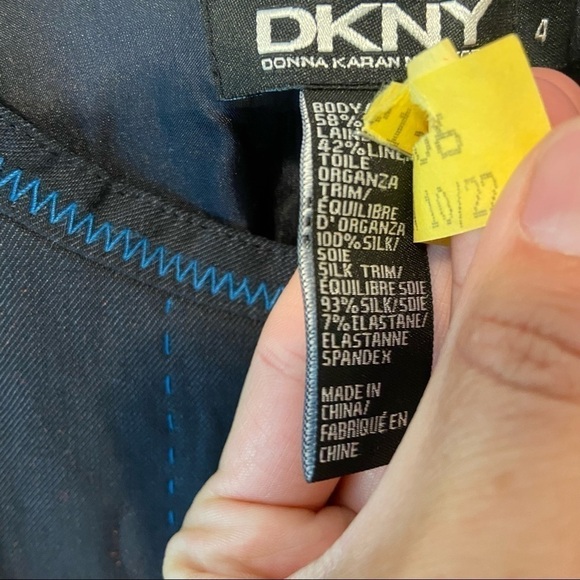 DKNY
4
DONNA KARAN
BODY/
58%
42% LINEN
TOILE
ORGANZA
TRIM/
ÉQUILIBRE
D'ORGANZA
100% SILK/
SOIE
SILK TRIM/
ÉQUILIBRE SOIE
93% SILK/SOIE
7% ELASTANE/
ELASTANNE
SPANDEX
MADE IN
CHINA/
FABRIQUÉ EN
CHINE
10/22